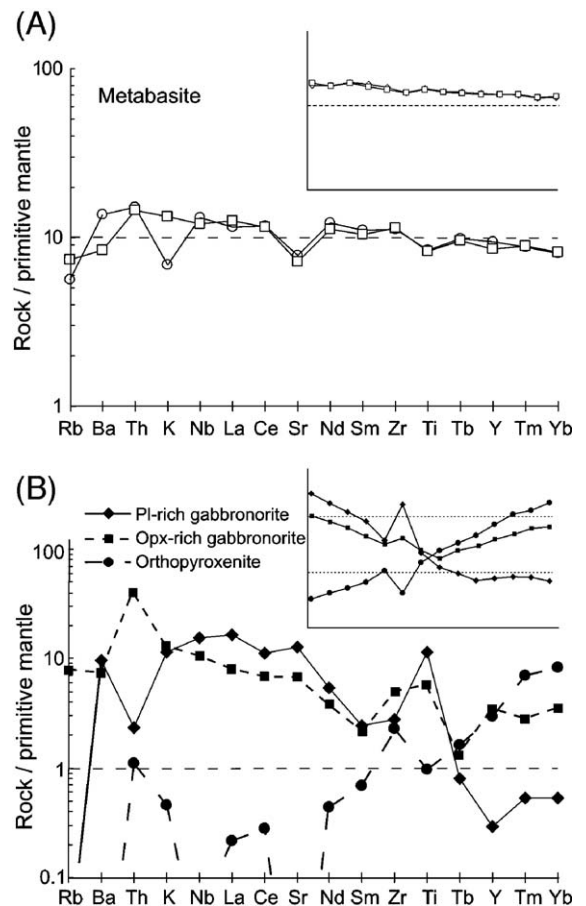 (A)
100
Metabasite
Rock / primitive mantle
10
1
Rb Ba Th K Nb La Ce Sr Nd Sm Zr Ti Tb Y Tm Yb
(B)
Pl-rich gabbronorite
Opx-rich gabbronorite
Orthopyroxenite
100
Rock / primitive mantle
10
1
0.1
Rb Ba Th K Nb La Ce Sr Nd Sm Zr Ti Tb Y Tm Yb